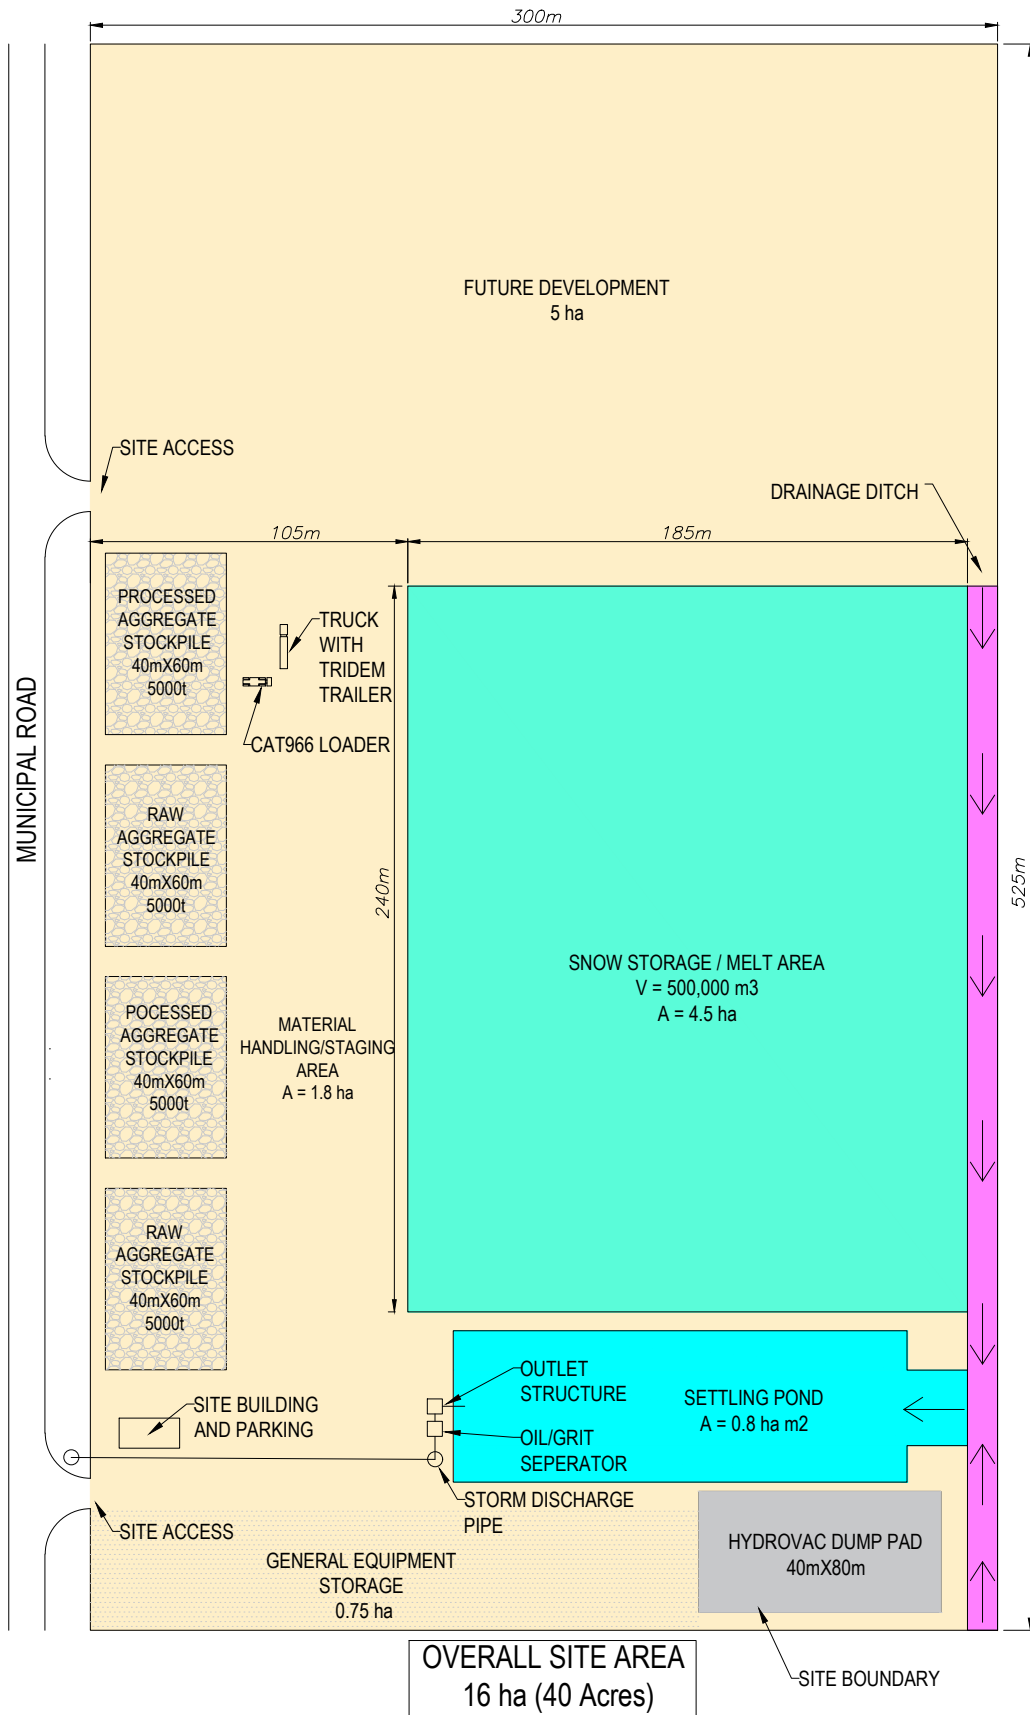 300m
FUTURE DEVELOPMENT
5 ha
SITE ACCESS
DRAINAGE DITCH
105m
185m
PROCESSED
AGGREGATE
STOCKPILE
40mX60m
5000t
TRUCK
WITH
TRIDEM
TRAILER
CAT966 LOADER
MUNICIPAL ROAD
RAW
AGGREGATE
STOCKPILE
40mX60m
5000t
240m
525m
SNOW STORAGE / MELT AREA
V = 500,000 m3
A = 4.5 ha
POCESSED
AGGREGATE
STOCKPILE
40mX60m
5000t
MATERIAL
HANDLING/STAGING
AREA
A = 1.8 ha
RAW
AGGREGATE
STOCKPILE
40mX60m
5000t
OUTLET
STRUCTURE
SETTLING POND
A = 0.8 ha m2
SITE BUILDING
AND PARKING
OIL/GRIT
SEPERATOR
STORM DISCHARGE
PIPE
SITE ACCESS
HYDROVAC DUMP PAD
40mX80m
GENERAL EQUIPMENT
STORAGE
0.75 ha
OVERALL SITE AREA
16 ha (40 Acres)
SITE BOUNDARY